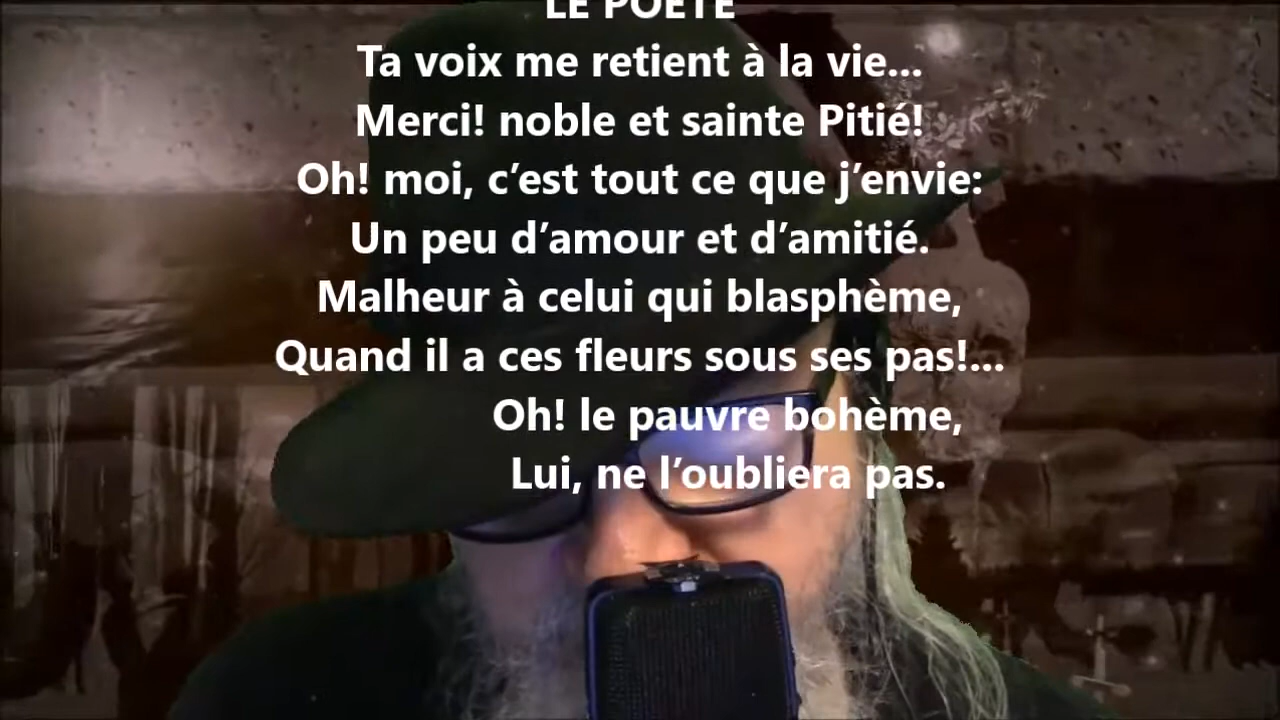 LE POÈTE
Ta voix me retient à la vie...
Merci! noble et sainte Pitié!
Oh! moi, c’est tout ce que j’envie:
Un peu d’amour et d’amitié.
Malheur à celui qui blasphème,
Quand il a ces fleurs sous ses pas!...
Oh! le pauvre bohème,
Lui, ne l’oubliera pas.